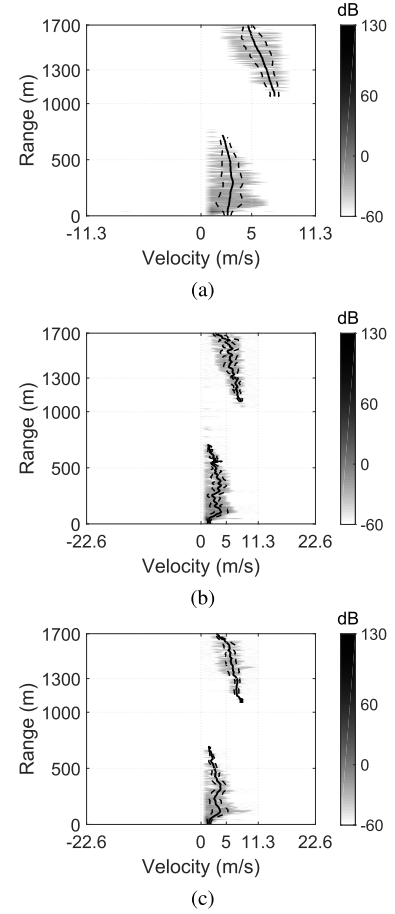 dB
1700
1300
1000
500
0
Range (m)
-11.3 0 5 11.3
Velocity (m/s)
130
60
0
-60
(a)
dB
1700
1300
1000
500
0
Range (m)
-22.6 0 5 11.3 22.6
Velocity (m/s)
130
60
0
-60
(b)
dB
1700
1300
1000
500
0
Range (m)
-22.6 0 5 11.3 22.6
Velocity (m/s)
130
60
0
-60
(c)